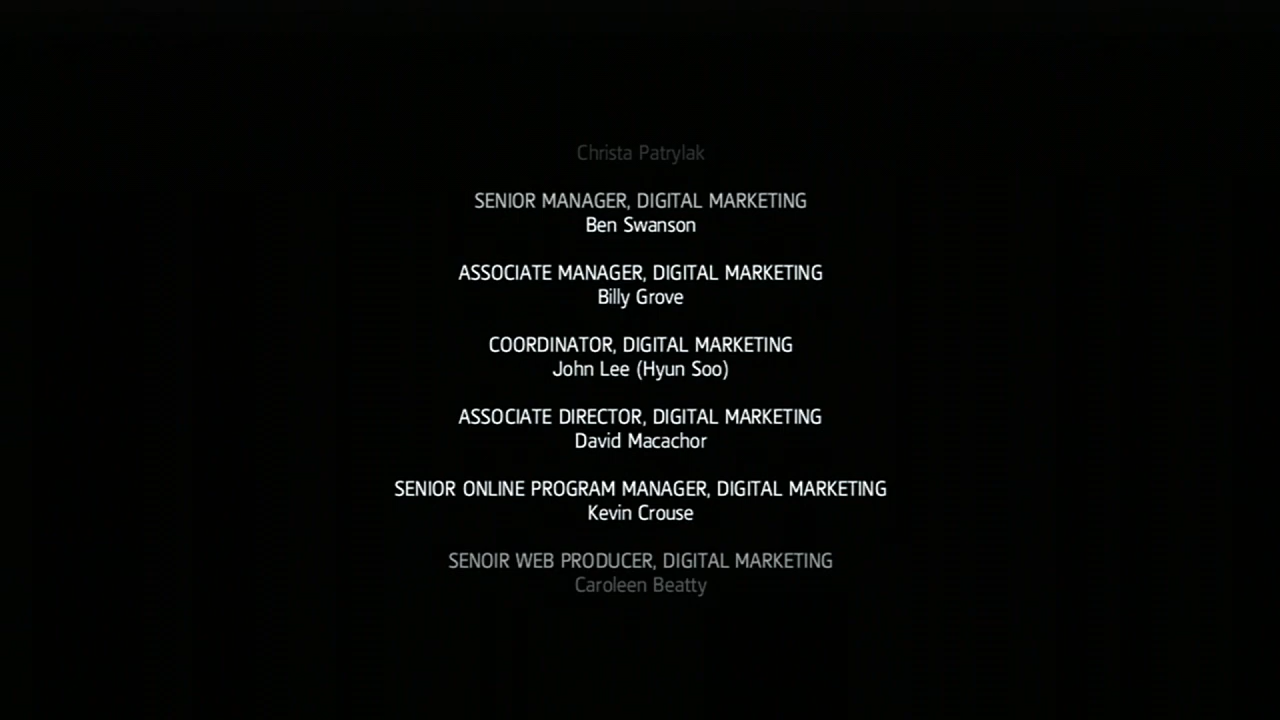 Christa Patrylak
SENIOR MANAGER, DIGITAL MARKETING
Ben Swanson
ASSOCIATE MANAGER, DIGITAL MARKETING
Billy Grove
COORDINATOR, DIGITAL MARKETING
John Lee (Hyun Soo)
ASSOCIATE DIRECTOR, DIGITAL MARKETING
David Macachor
SENIOR ONLINE PROGRAM MANAGER, DIGITAL MARKETING
Kevin Crouse
SENOIR WEB PRODUCER, DIGITAL MARKETING
Caroleen Beatty